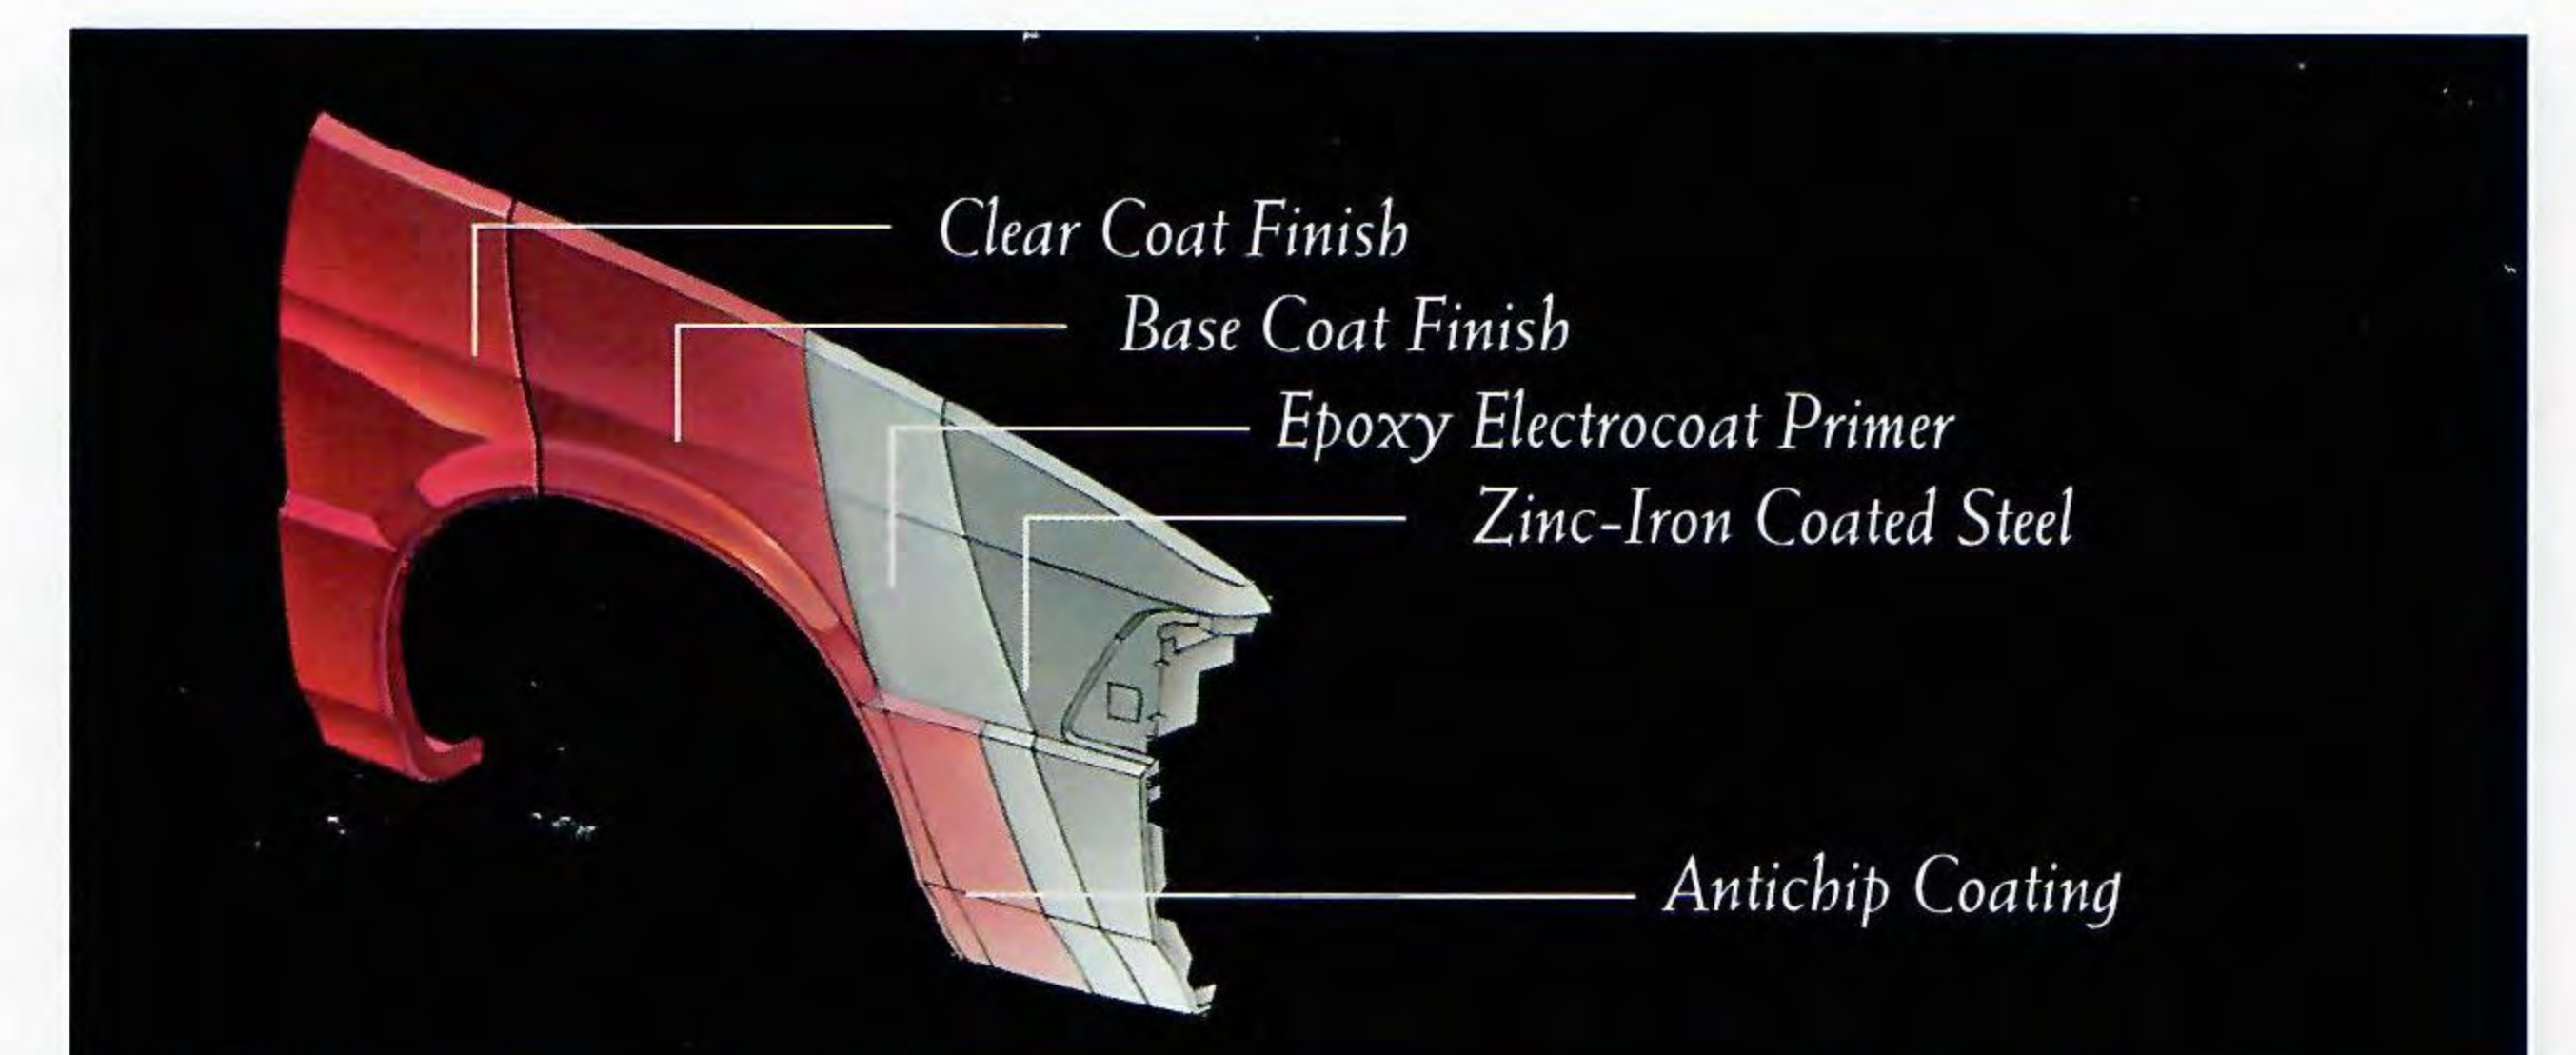 Clear Coat Finish
Base Coat Finish
Epoxy Electrocoat Primer
Zinc-Iron Coated Steel
Antichip Coating